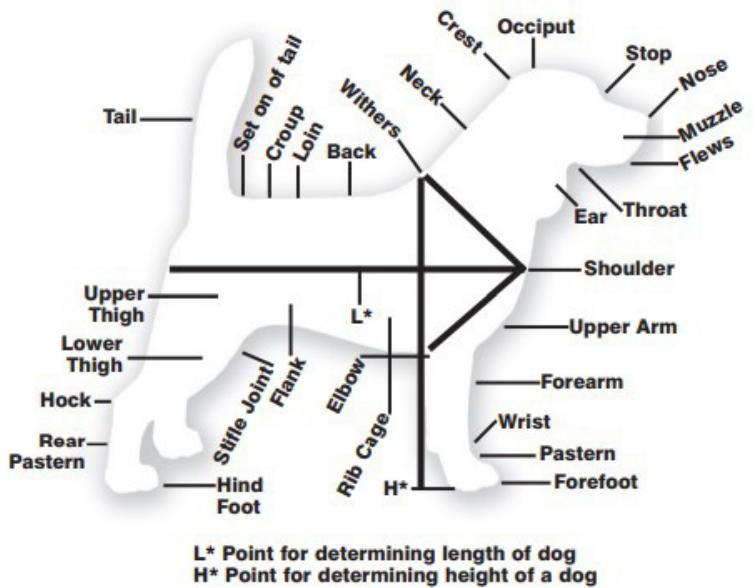 Occiput
Crest
Stop
Nose
Neck
Set on of tail
Withers
Tail
Croup
Loin
Muzzle
Back
Flews
Ear
Throat
Shoulder
Upper
Thigh
L*
Upper Arm
Lower
Thigh
Elbow
Flank
Stifle Joint
Forearm
Hock
Rib Cage
Wrist
Rear
Pastern
Pastern
Hind
Foot
H*
Forefoot
L* Point for determining length of dog
H* Point for determining height of a dog